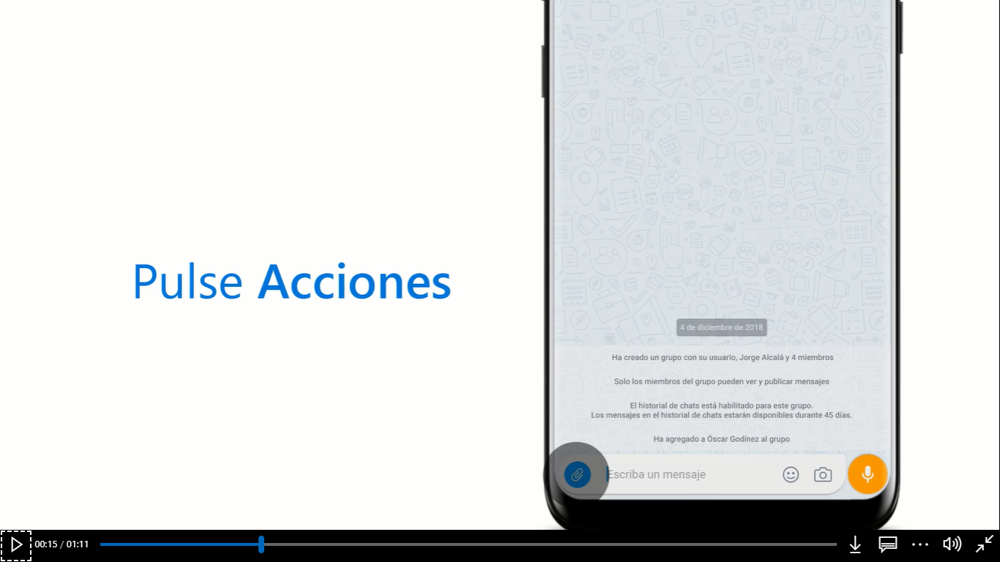 Pulse Acciones
4 de diciembre de 2018
Ha creado un grupo con su usuario, Jorge Alcalá y 4 miembros
Solo los miembros del grupo pueden ver y publicar mensajes
El historial de chats está habilitado para este grupo.
Los mensajes en el historial de chats estarán disponibles durante 45 días.
Ha agregado a Óscar Godínez al grupo
Escriba un mensaje
00:15 / 01:11